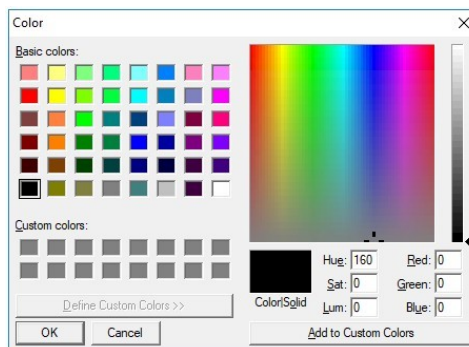 Color
Basic colors:
Custom colors:
Define Custom Colors >>
OK Cancel
Color|Solid
Hue: 160 Red: 0
Sat: 0 Green: 0
Lum: 0 Blue: 0
Add to Custom Colors